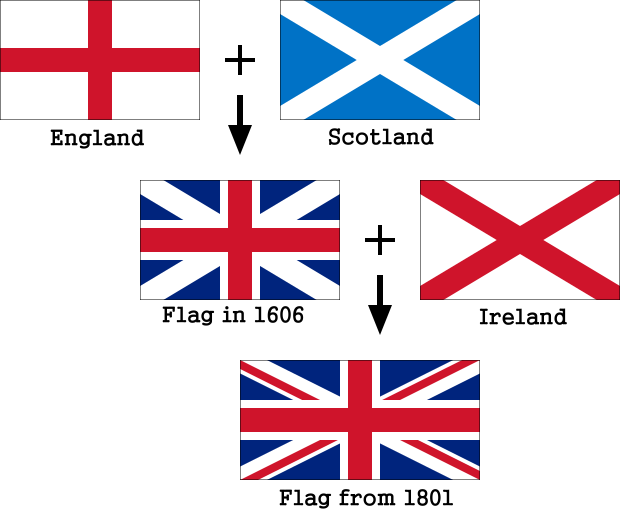 England
Scotland
Flag in 1606
Ireland
Flag from 1801